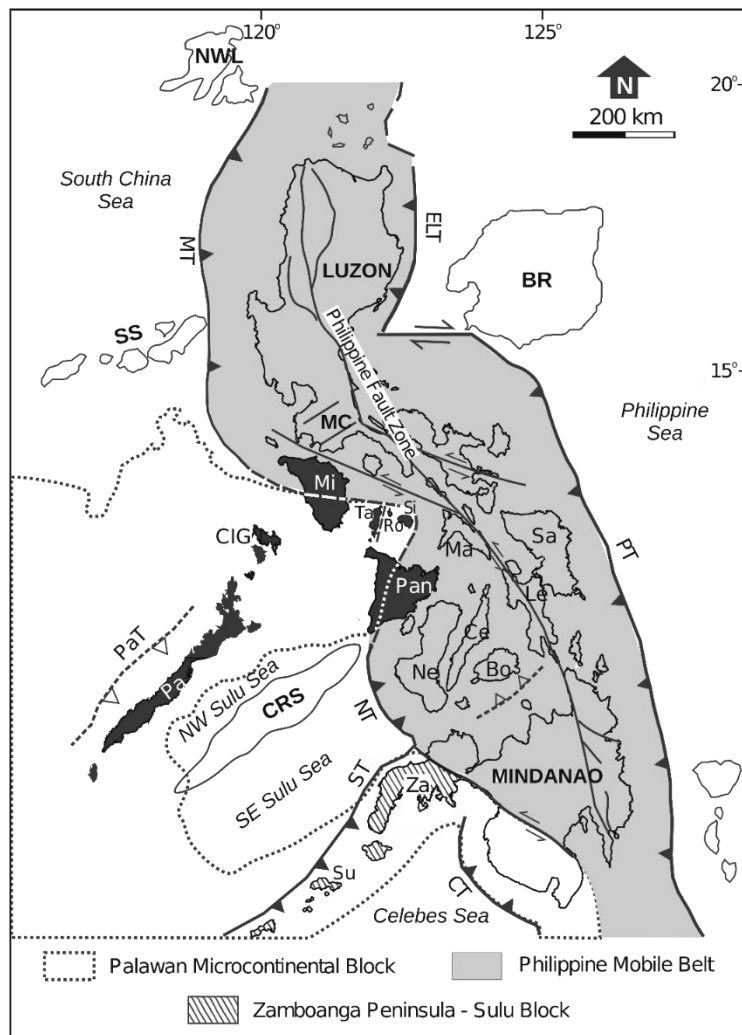 120° 125°
NWL
20°
N
200 km
South China
Sea
MT
ELT
LUZON
BR
SS
Philippine Fault Zone
15°
MC
Philippine
Sea
Mi
Ta
Ro
Si
CIG
Ma
Sa
PT
Pan
Le
PaT
Ce
Pa
Ne
Bo
NW Sulu Sea
CRS
NT
SE Sulu Sea
ST
MINDANAO
Za
Su
CT
Celebes Sea
Palawan Microcontinental Block
Philippine Mobile Belt
Zamboanga Peninsula - Sulu Block